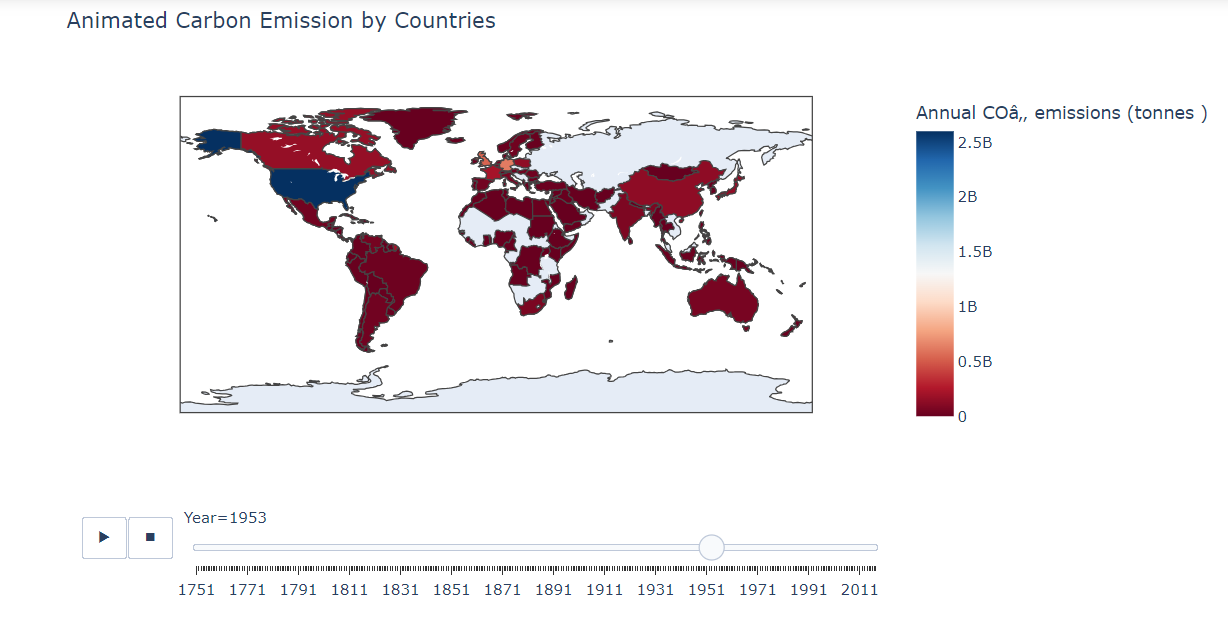 Animated Carbon Emission by Countries
Annual COâ‚‚ emissions (tonnes )
2.5B
2B
1.5B
1B
0.5B
0
Year=1953
1751 1771 1791 1811 1831 1851 1871 1891 1911 1931 1951 1971 1991 2011